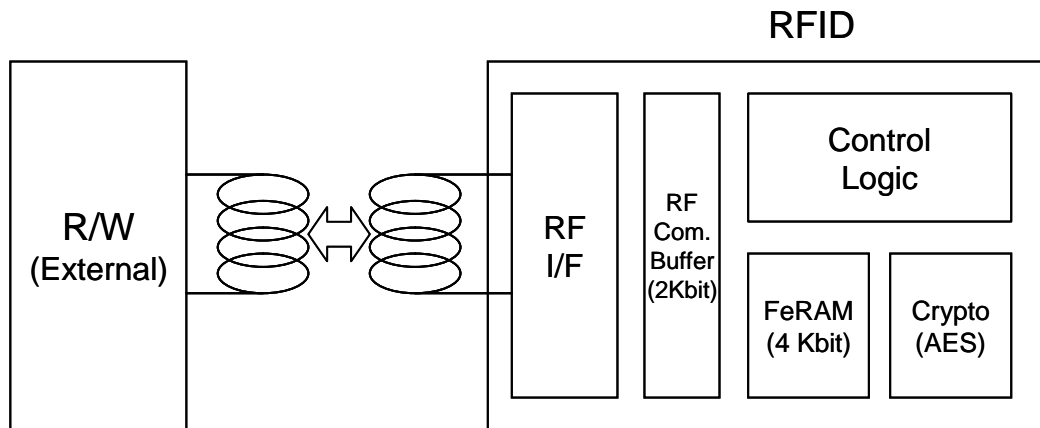 RFID
R/W
(External)
RF
I/F
RF
Com.
Buffer
(2Kbit)
Control
Logic
FeRAM
(4 Kbit)
Crypto
(AES)